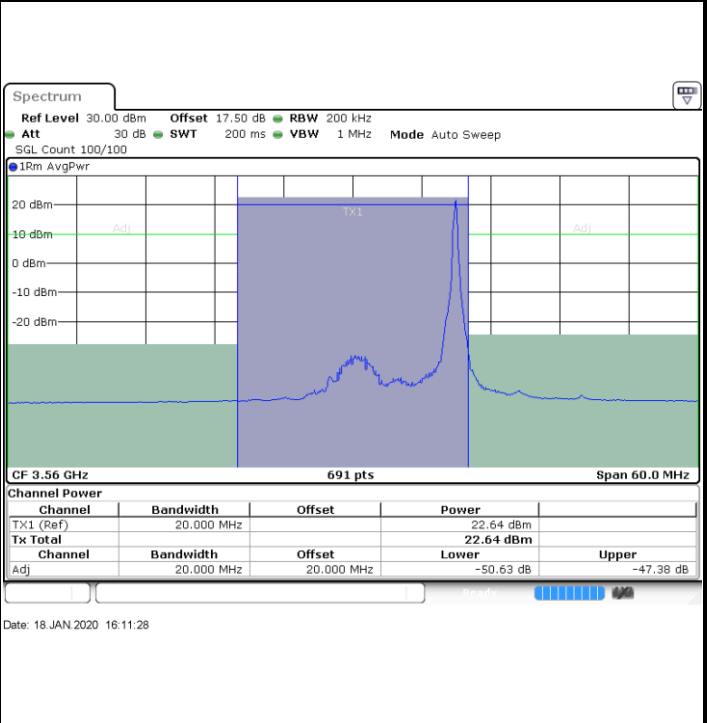 Spectrum
Ref Level 30.00 dBm Offset 17.50 dB RBW 200 kHz
Att 30 dB SWT 200 ms VBW 1 MHz Mode Auto Sweep
SGL Count 100/100
1Rm AvgPwr
20 dBm
TX1
Adj
Adj
10 dBm
0 dBm
-10 dBm
-20 dBm
CF 3.56 GHz 691 pts Span 60.0 MHz
Channel Power
Channel Bandwidth Offset Power
TX1 (Ref) 20.000 MHz 22.64 dBm
Tx Total 22.64 dBm
Channel Bandwidth Offset Lower Upper
Adj 20.000 MHz 20.000 MHz -50.63 dB -47.38 dB
Ready
Date: 18.JAN.2020 16:11:28